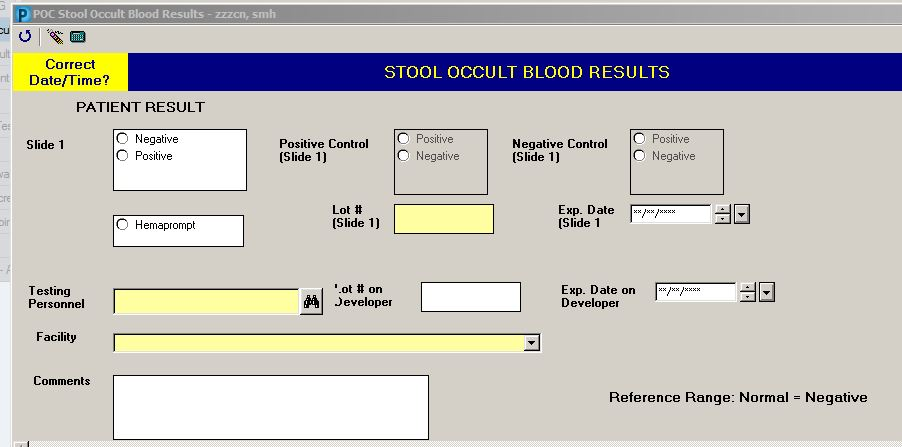 POC Stool Occult Blood Results - zzzcn, smh
Correct
Date/Time?
STOOL OCCULT BLOOD RESULTS
PATIENT RESULT
Slide 1
Negative
Positive
Positive Control
(Slide 1)
Positive
Negative
Negative Control
(Slide 1)
Positive
Negative
Hemaprompt
Lot #
(Slide 1)
Exp. Date
(Slide 1
**/**/****
Testing
Personnel
Lot # on
Developer
Exp. Date on
Developer
**/**/****
Facility
Comments
Reference Range: Normal = Negative